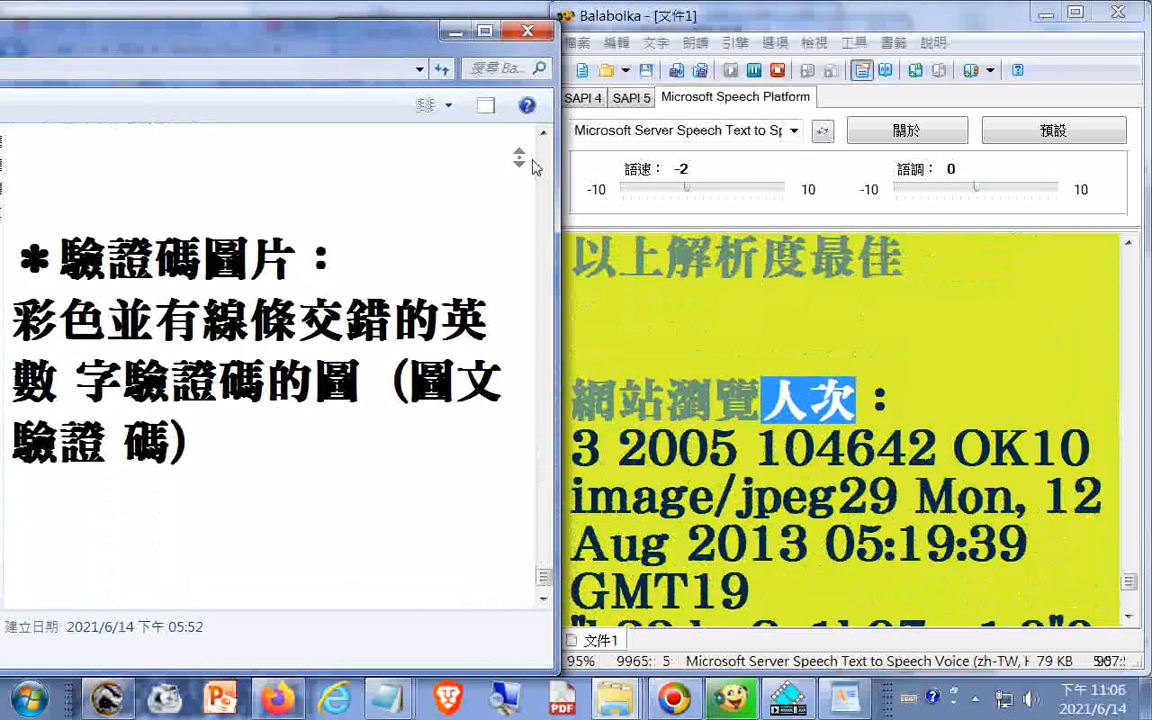 搜尋 Ba...
＊驗證碼圖片：
彩色並有線條交錯的英
數 字驗證碼的圖 (圖文
驗證 碼)
建立日期: 2021/6/14 下午 05:52
Balabolka - [文件1]
檔案 編輯 文字 朗讀 引擎 選項 檢視 工具 書籤 說明
SAPI 4 SAPI 5 Microsoft Speech Platform
Microsoft Server Speech Text to Sp
關於 預設
語速: -2 語調: 0
-10 10 -10 10
以上解析度最佳
網站瀏覽人次：
3 2005 104642 OK10
image/jpeg29 Mon, 12
Aug 2013 05:19:39
GMT19
文件1
95% 9965: 5 Microsoft Server Speech Text to Speech Voice (zh-TW, H 79 KB
下午 11:06
2021/6/14